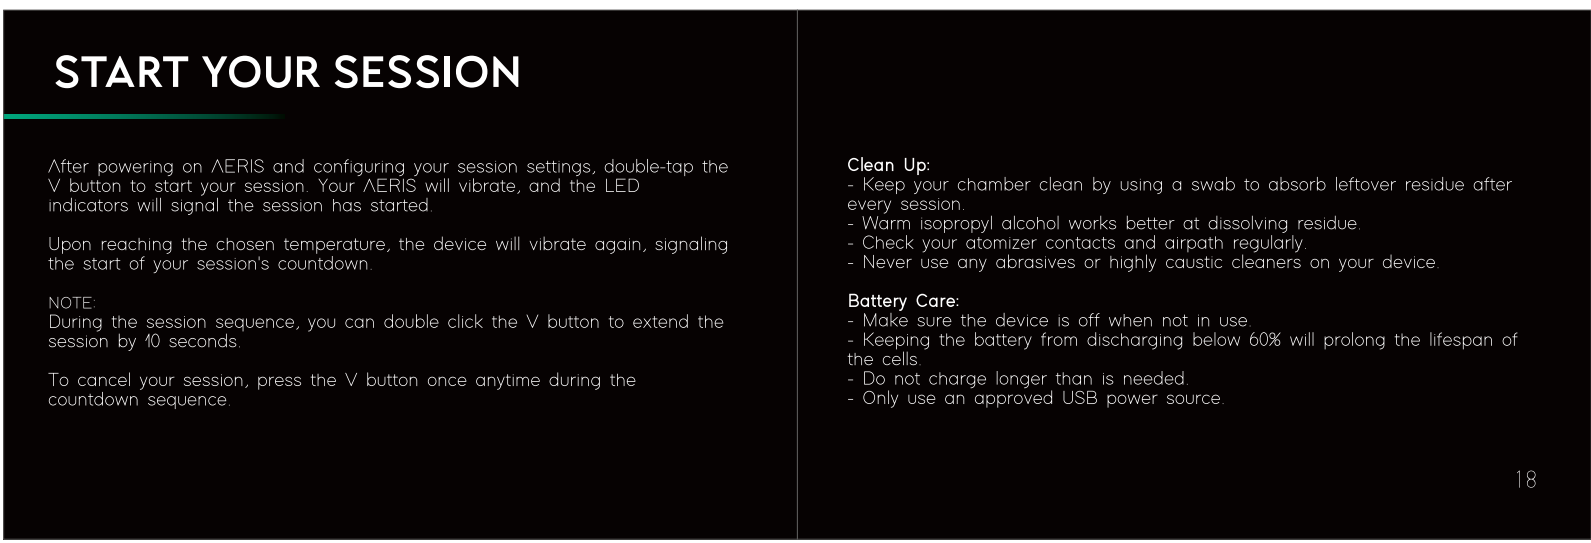 START YOUR SESSION
After powering on AERIS and configuring your session settings, double-tap the
V button to start your session. Your AERIS will vibrate, and the LED
indicators will signal the session has started.
Upon reaching the chosen temperature, the device will vibrate again, signaling
the start of your session's countdown.
NOTE:
During the session sequence, you can double click the V button to extend the
session by 10 seconds.
To cancel your session, press the V button once anytime during the
countdown sequence.
Clean Up:
- Keep your chamber clean by using a swab to absorb leftover residue after
every session.
- Warm isopropyl alcohol works better at dissolving residue.
- Check your atomizer contacts and airpath regularly.
- Never use any abrasives or highly caustic cleaners on your device.
Battery Care:
- Make sure the device is off when not in use.
- Keeping the battery from discharging below 60% will prolong the lifespan of
the cells.
- Do not charge longer than is needed.
- Only use an approved USB power source.
18